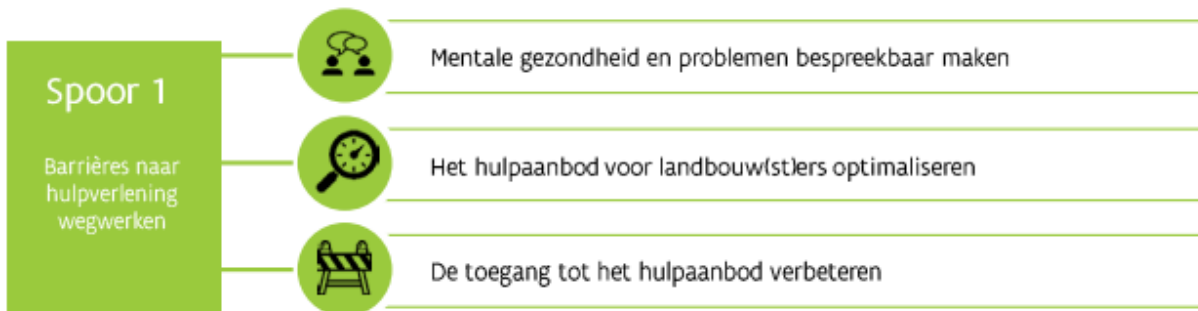 Spoor 1
Barrières naar
hulpverlening
wegwerken
Mentale gezondheid en problemen bespreekbaar maken
Het hulpaanbod voor landbouw(st)ers optimaliseren
De toegang tot het hulpaanbod verbeteren